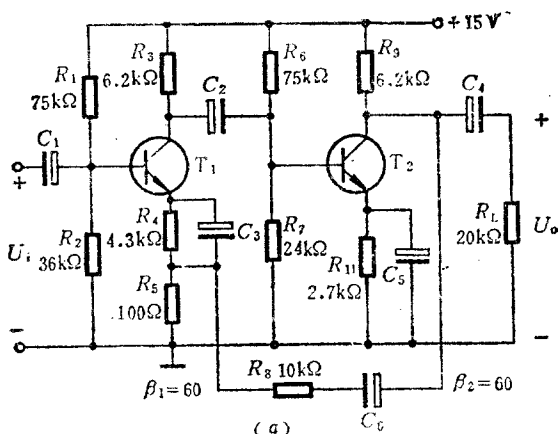 +15V
R₁
75kΩ
R₃
6.2kΩ
R₆
75kΩ
R₉
6.2kΩ
C₁
C₂
C₄
T₁
T₂
+
+
Uᵢ
R₂
36kΩ
R₄
4.3kΩ
C₃
R₇
24kΩ
R₁₁
2.7kΩ
C₅
R_L
20kΩ
Uₒ
R₅
100Ω
−
−
β₁=60
R₈ 10kΩ
C₆
β₂=60
(a)